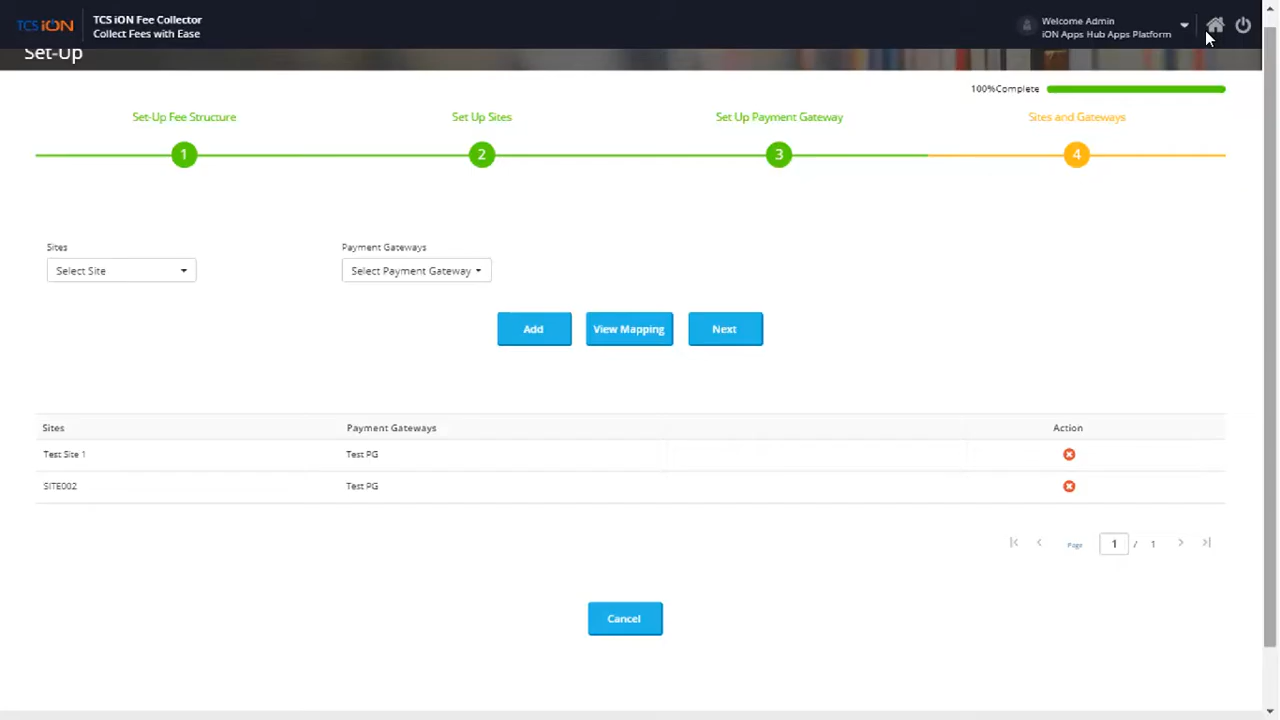 TCS iON
TCS iON Fee Collector
Collect Fees with Ease
Welcome Admin
iON Apps Hub Apps Platform
Set-Up
100%Complete
Set-Up Fee Structure
Set Up Sites
Set Up Payment Gateway
Sites and Gateways
1
2
3
4
Sites
Payment Gateways
Select Site
Select Payment Gateway
Add
View Mapping
Next
Sites
Payment Gateways
Action
Test Site 1
Test PG
SITE002
Test PG
Page 1 / 1
Cancel